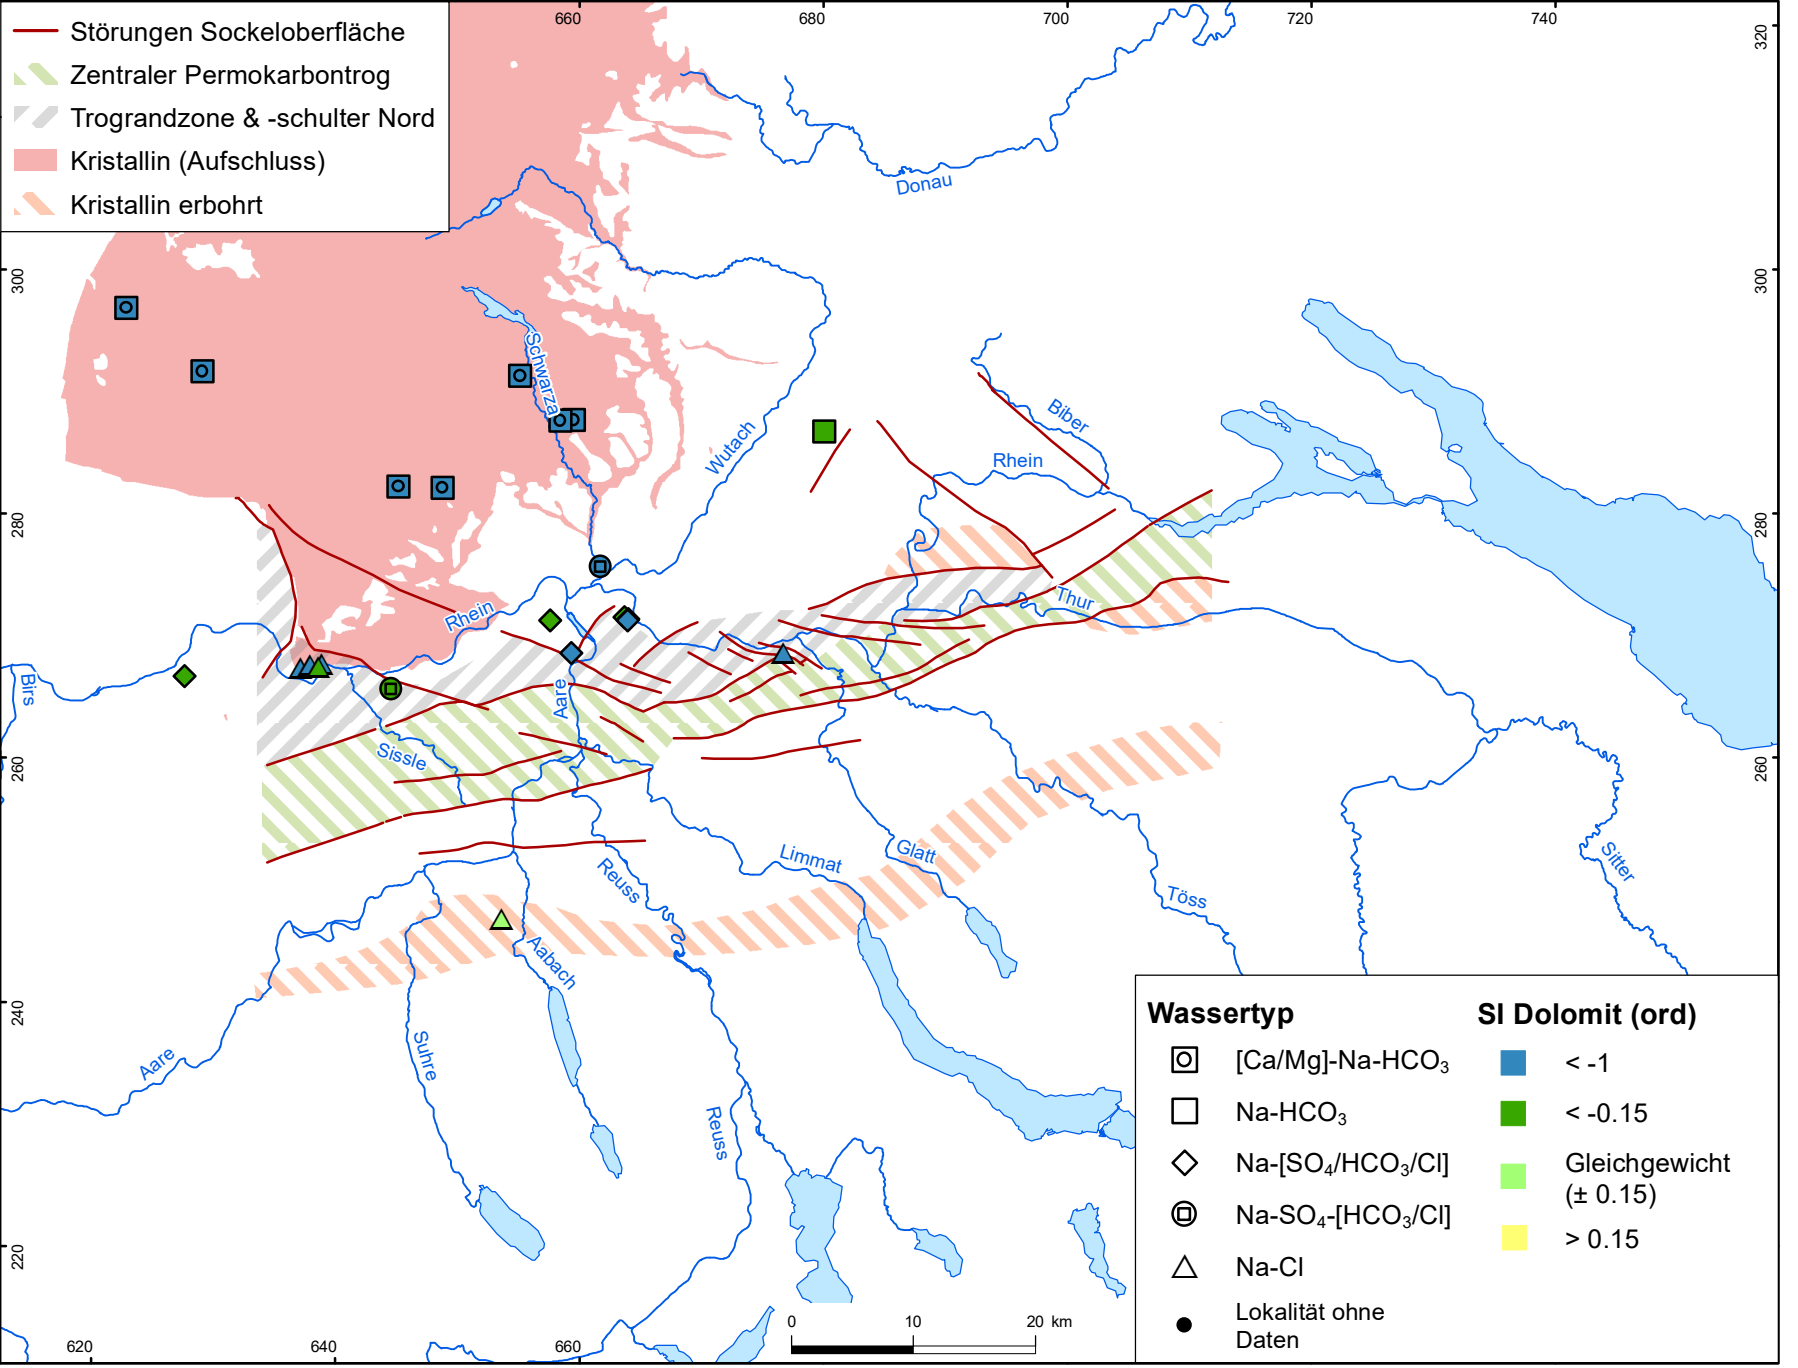 Störungen Sockeloberfläche
Zentraler Permokarbontrog
Trograndzone & -schulter Nord
Kristallin (Aufschluss)
Kristallin erbohrt
660
680
700
720
740
320
300
300
280
280
260
260
240
220
620
640
660
Donau
Schwarza
Wutach
Biber
Rhein
Rhein
Thur
Birs
Aare
Sissle
Limmat
Glatt
Reuss
Töss
Sitter
Aabach
Suhre
Aare
Reuss
0 10 20 km
Wassertyp
[Ca/Mg]-Na-HCO₃
Na-HCO₃
Na-[SO₄/HCO₃/Cl]
Na-SO₄-[HCO₃/Cl]
Na-Cl
Lokalität ohne
Daten
SI Dolomit (ord)
< -1
< -0.15
Gleichgewicht
(± 0.15)
> 0.15